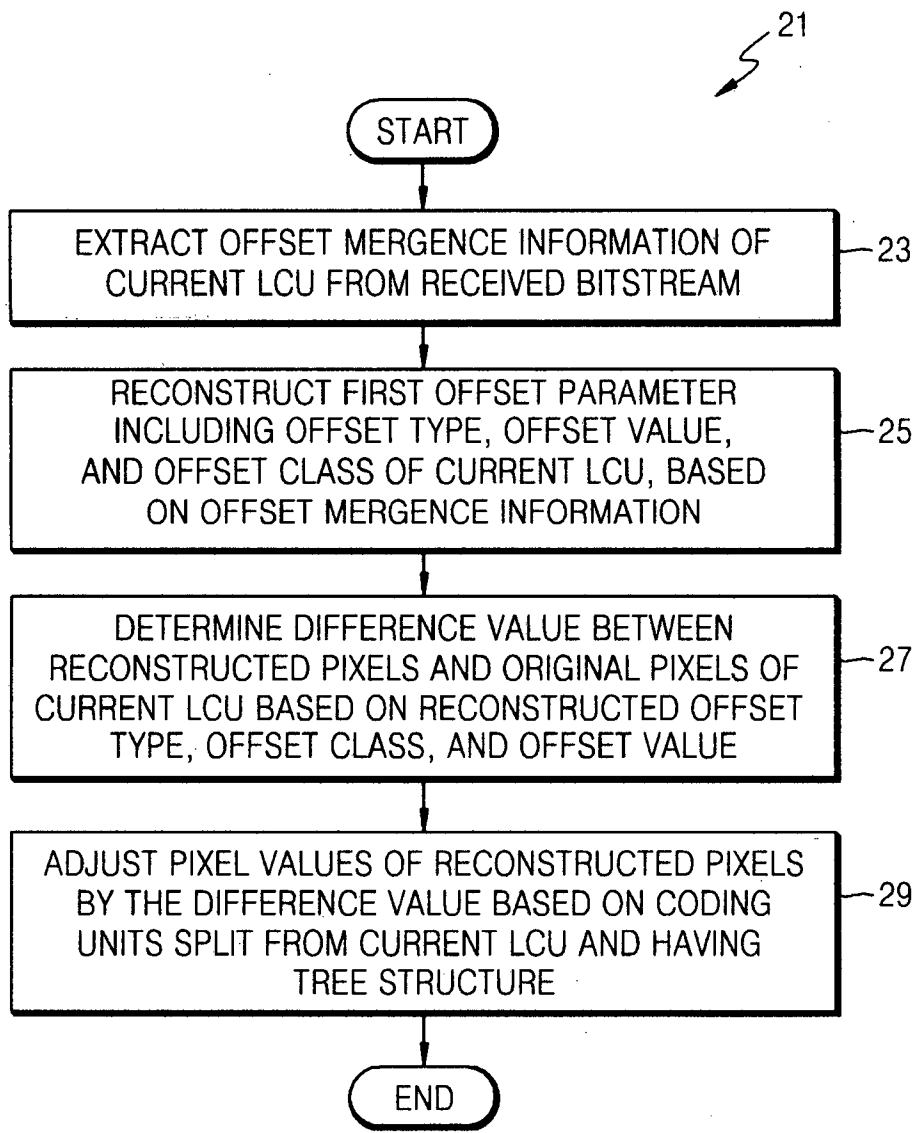 21
START
EXTRACT OFFSET MERGENCE INFORMATION OF
CURRENT LCU FROM RECEIVED BITSTREAM
23
RECONSTRUCT FIRST OFFSET PARAMETER
INCLUDING OFFSET TYPE, OFFSET VALUE,
AND OFFSET CLASS OF CURRENT LCU, BASED
ON OFFSET MERGENCE INFORMATION
25
DETERMINE DIFFERENCE VALUE BETWEEN
RECONSTRUCTED PIXELS AND ORIGINAL PIXELS OF
CURRENT LCU BASED ON RECONSTRUCTED OFFSET
TYPE, OFFSET CLASS, AND OFFSET VALUE
27
ADJUST PIXEL VALUES OF RECONSTRUCTED PIXELS
BY THE DIFFERENCE VALUE BASED ON CODING
UNITS SPLIT FROM CURRENT LCU AND HAVING
TREE STRUCTURE
29
END